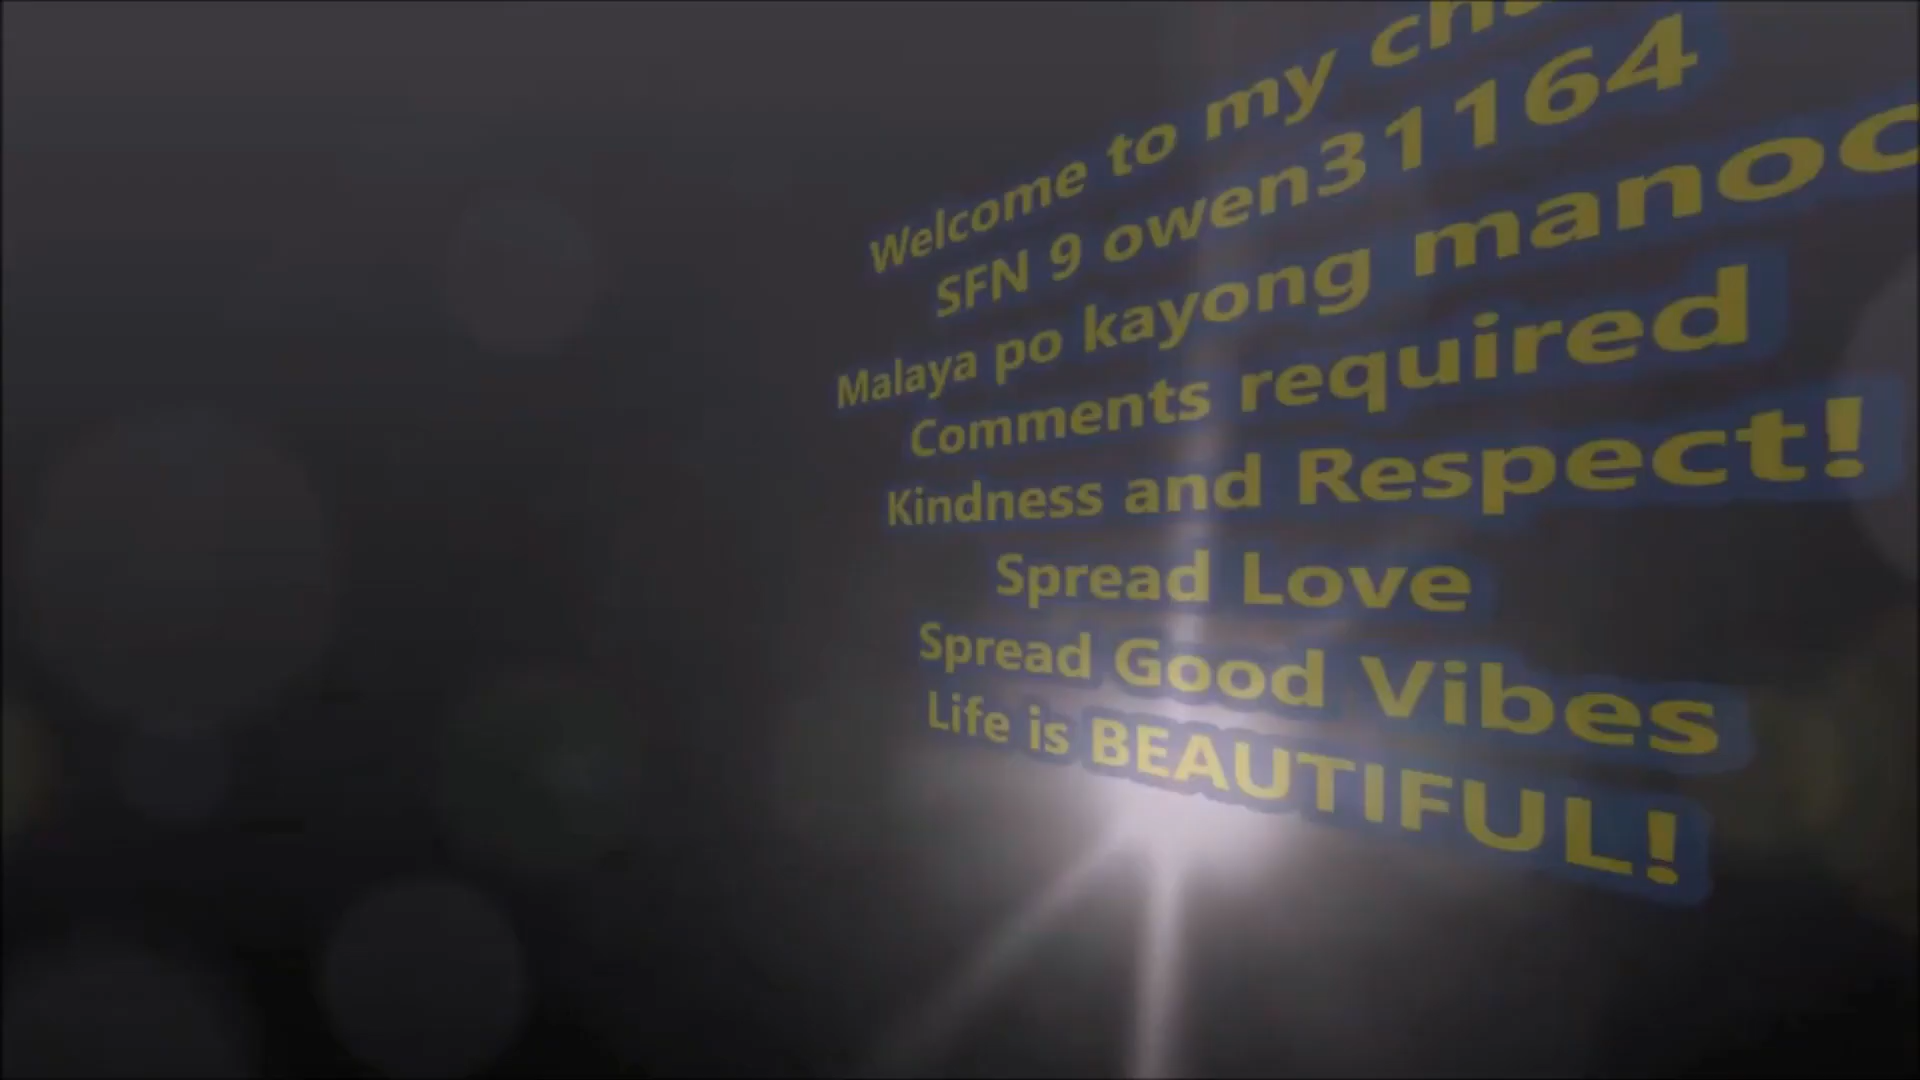 Welcome to my
SFN 9 owen31164
Malaya po kayong
Comments required
Kindness and Respect!
Spread Love
Spread Good Vibes
Life is BEAUTIFUL!